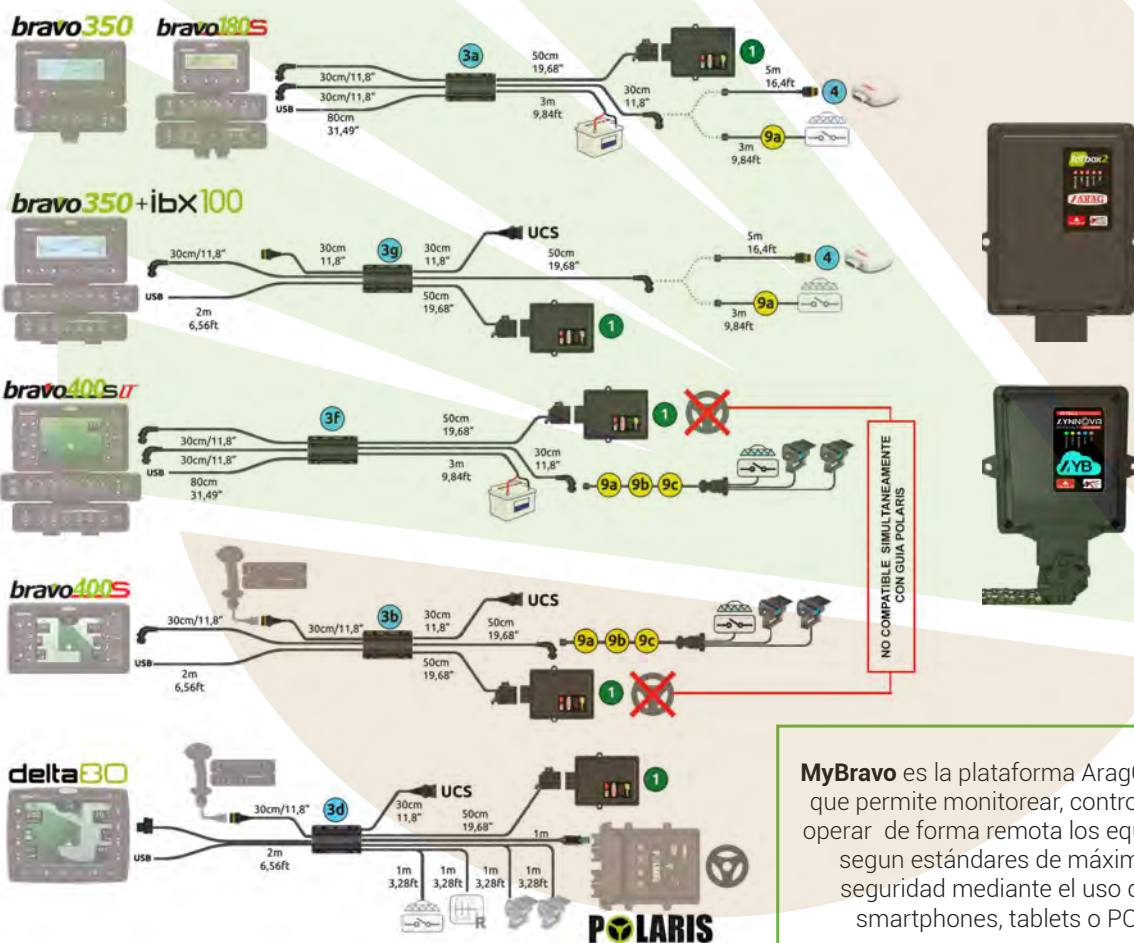 bravo350 bravo180S
30cm/11,8"
30cm/11,8"
USB
80cm
31,49"
3a
50cm
19,68"
3m
9,84ft
30cm
11,8"
1
5m
16,4ft
4
3m
9,84ft
9a
bravo350+ibx100
30cm/11,8"
USB
2m
6,56ft
30cm
11,8"
3g
30cm
11,8"
UCS
50cm
19,68"
50cm
19,68"
1
5m
16,4ft
4
3m
9,84ft
9a
bravo400SLT
30cm/11,8"
30cm/11,8"
USB
80cm
31,49"
3f
50cm
19,68"
3m
9,84ft
30cm
11,8"
1
9a 9b 9c
NO COMPATIBLE SIMULTANEAMENTE
CON GUIA POLARIS
bravo400S
30cm/11,8"
USB
2m
6,56ft
30cm/11,8"
3b
30cm
11,8"
UCS
50cm
19,68"
50cm
19,68"
9a 9b 9c
1
delta80
USB
30cm/11,8"
2m
6,56ft
3d
30cm
11,8"
UCS
50cm
19,68"
1
1m
1m
3,28ft
1m
3,28ft
1m
3,28ft
1m
3,28ft
R
POLARIS
ARAG
LYNNOVA
LYB
MyBravo es la plataforma Arag
que permite monitorear, contro
operar de forma remota los equ
segun estándares de máxim
seguridad mediante el uso
smartphones, tablets o PC